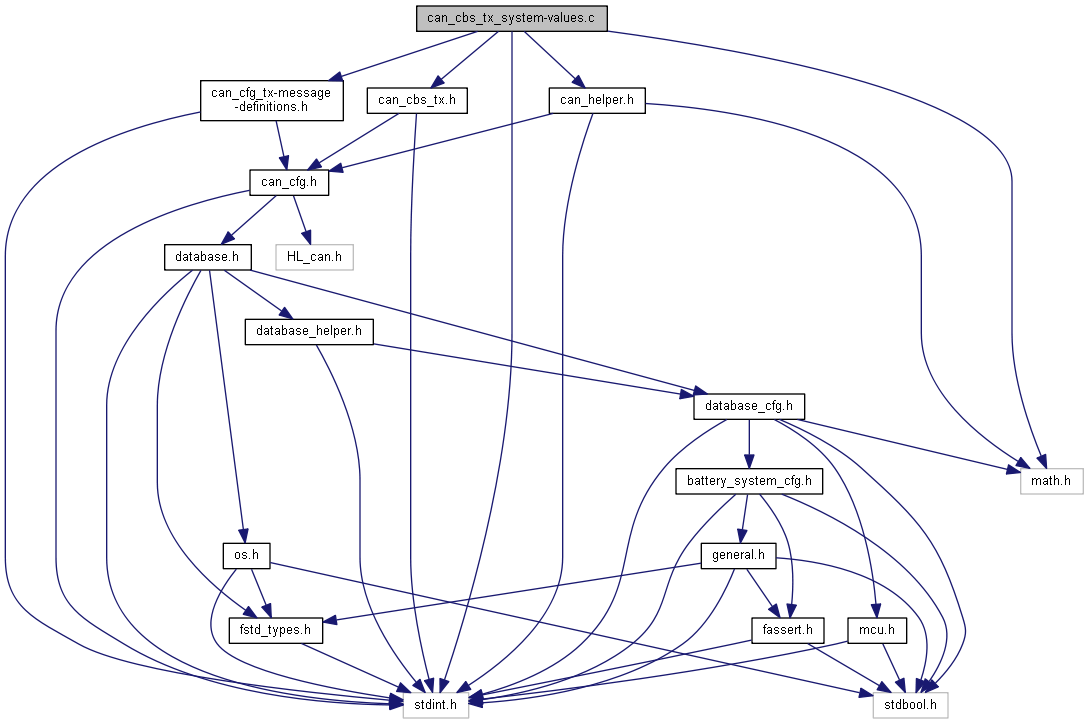 can_cbs_tx_system-values.c
can_cfg_tx-message
-definitions.h
can_cbs_tx.h
can_helper.h
can_cfg.h
database.h
HL_can.h
database_helper.h
database_cfg.h
battery_system_cfg.h
math.h
os.h
general.h
fstd_types.h
fassert.h
mcu.h
stdint.h
stdbool.h